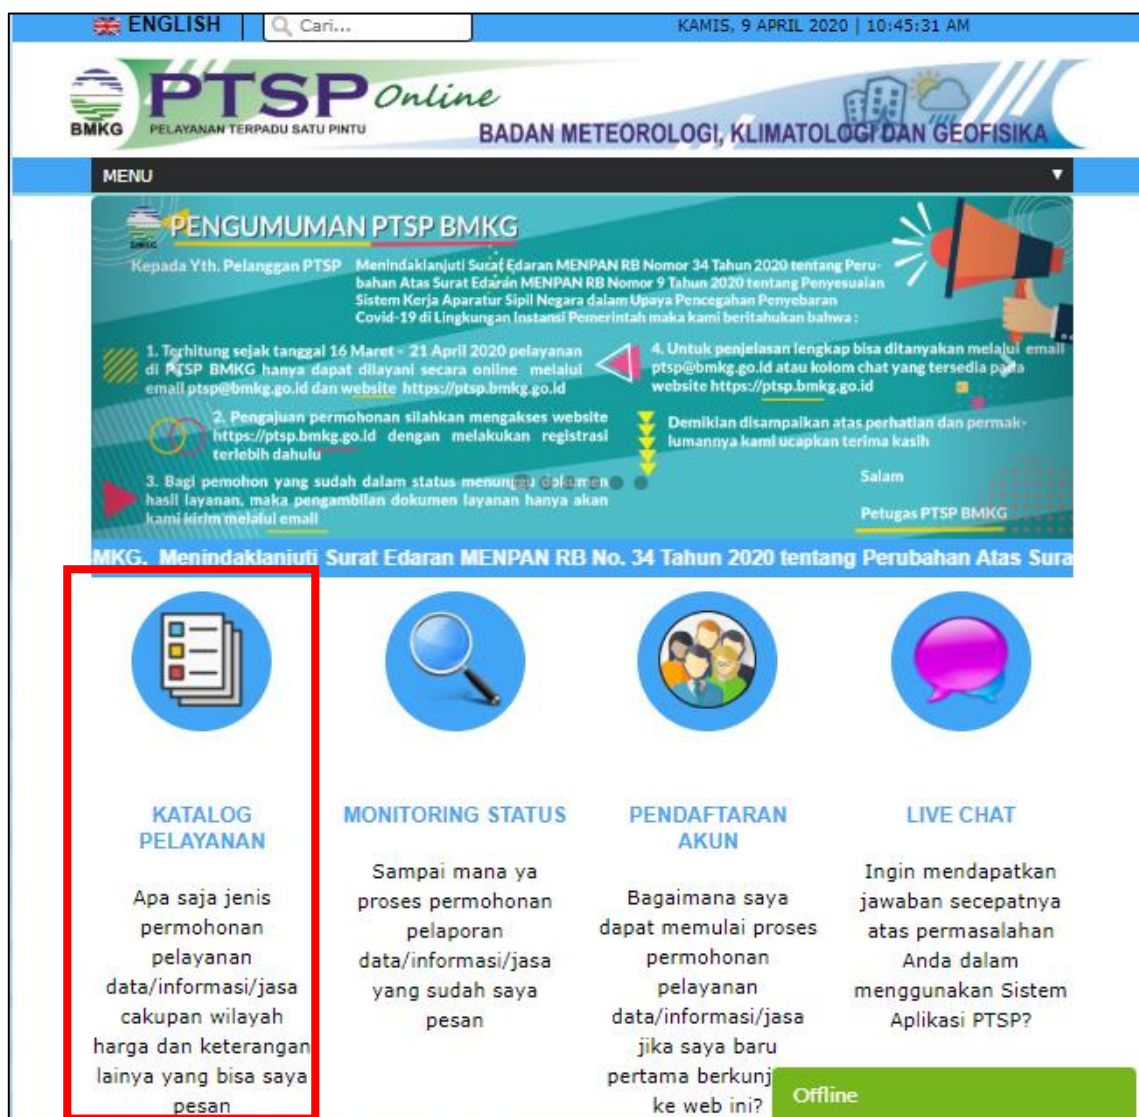 ENGLISH
Cari...
KAMIS, 9 APRIL 2020 | 10:45:31 AM
BMKG
PTSP Online
PELAYANAN TERPADU SATU PINTU
BADAN METEOROLOGI, KLIMATOLOGI DAN GEOFISIKA
MENU
PENGUMUMAN PTSP BMKG
Kepada Yth. Pelanggan PTSP
Menindaklanjuti Surat Edaran MENPAN RB Nomor 34 Tahun 2020 tentang Peru-
bahan Atas Surat Edaran MENPAN RB Nomor 9 Tahun 2020 tentang Penyesuaian
Sistem Kerja Aparatur Sipil Negara dalam Upaya Pencegahan Penyebaran
Covid-19 di Lingkungan Instansi Pemerintah maka kami beritahukan bahwa :
1. Terhitung sejak tanggal 16 Maret - 21 April 2020 pelayanan
di PTSP BMKG hanya dapat dilayani secara online melalui
email ptsp@bmkg.go.id dan website https://ptsp.bmkg.go.id
2. Pengajuan permohonan silahkan mengakses website
https://ptsp.bmkg.go.id dengan melakukan registrasi
terlebih dahulu
3. Bagi pemohon yang sudah dalam status menunggu dokumen
hasil layanan, maka pengambilan dokumen layanan hanya akan
kami kirim melalui email
4. Untuk penjelasan lengkap bisa ditanyakan melalui email
ptsp@bmkg.go.id atau kolom chat yang tersedia pada
website https://ptsp.bmkg.go.id
Demikian disampaikan atas perhatian dan permak-
lumannya kami ucapkan terima kasih
Salam
Petugas PTSP BMKG
BMKG. Menindaklanjuti Surat Edaran MENPAN RB No. 34 Tahun 2020 tentang Perubahan Atas Sura
KATALOG
PELAYANAN
Apa saja jenis
permohonan
pelayanan
data/informasi/jasa
cakupan wilayah
harga dan keterangan
lainya yang bisa saya
pesan
MONITORING STATUS
Sampai mana ya
proses permohonan
pelaporan
data/informasi/jasa
yang sudah saya
pesan
PENDAFTARAN
AKUN
Bagaimana saya
dapat memulai proses
permohonan
pelayanan
data/informasi/jasa
jika saya baru
pertama berkunj
ke web ini?
LIVE CHAT
Ingin mendapatkan
jawaban secepatnya
atas permasalahan
Anda dalam
menggunakan Sistem
Aplikasi PTSP?
Offline